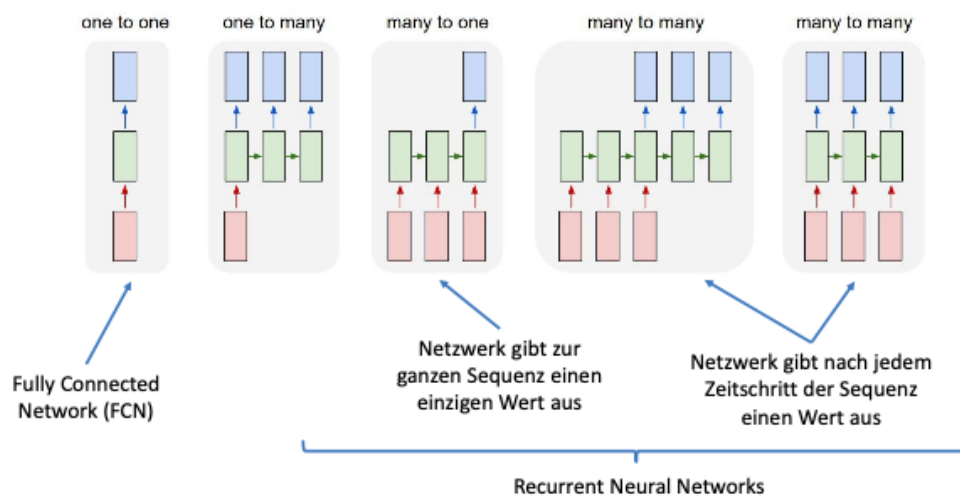 one to one
one to many
many to one
many to many
many to many
Fully Connected
Network (FCN)
Netzwerk gibt zur
ganzen Sequenz einen
einzigen Wert aus
Netzwerk gibt nach jedem
Zeitschritt der Sequenz
einen Wert aus
Recurrent Neural Networks